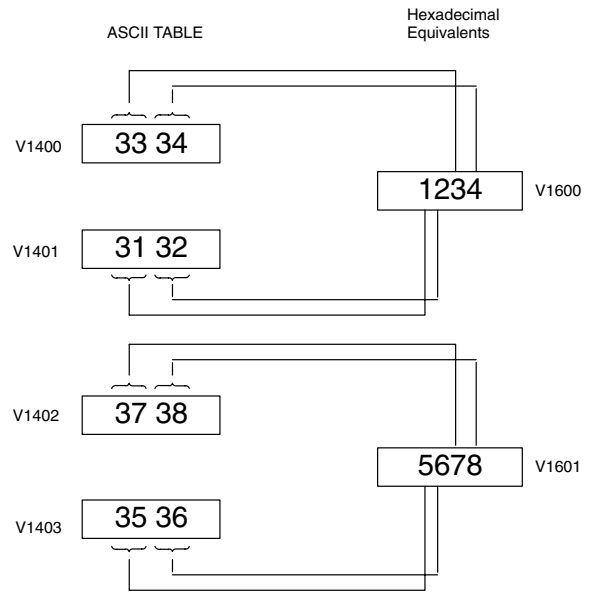 ASCII TABLE
Hexadecimal
Equivalents
V1400
33 34
1234
V1600
V1401
31 32
V1402
37 38
5678
V1601
V1403
35 36